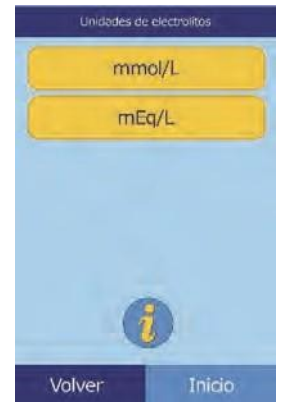 Unidades de electrolitos
mmol/L
mEq/L
i
Volver Inicio